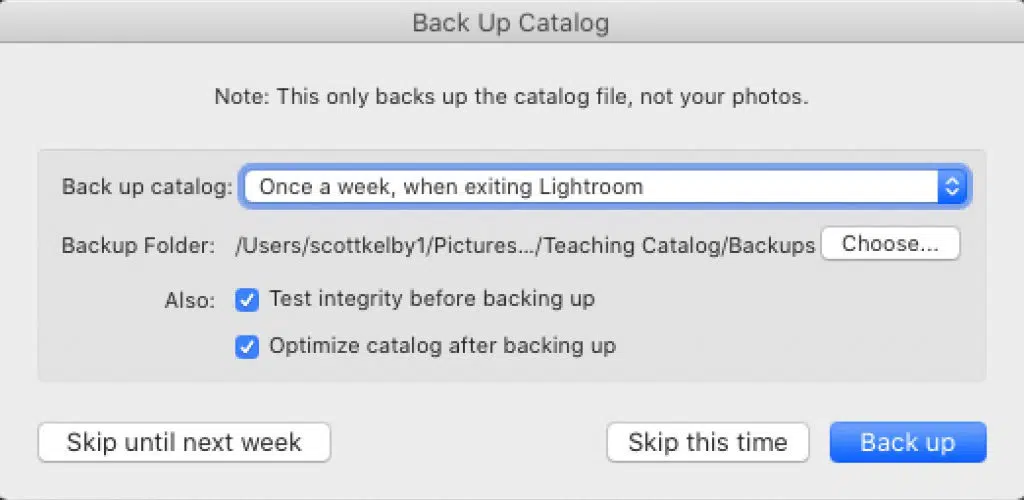 Back Up Catalog
Note: This only backs up the catalog file, not your photos.
Back up catalog: Once a week, when exiting Lightroom
Backup Folder: /Users/scottkelby1/Pictures.../Teaching Catalog/Backups Choose...
Also: Test integrity before backing up
Optimize catalog after backing up
Skip until next week Skip this time Back up